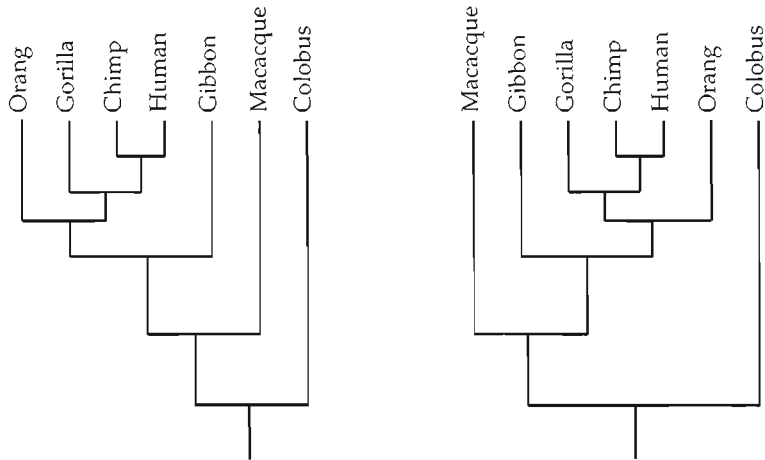 Orang
Gorilla
Chimp
Human
Gibbon
Macacque
Colobus
Macacque
Gibbon
Gorilla
Chimp
Human
Orang
Colobus